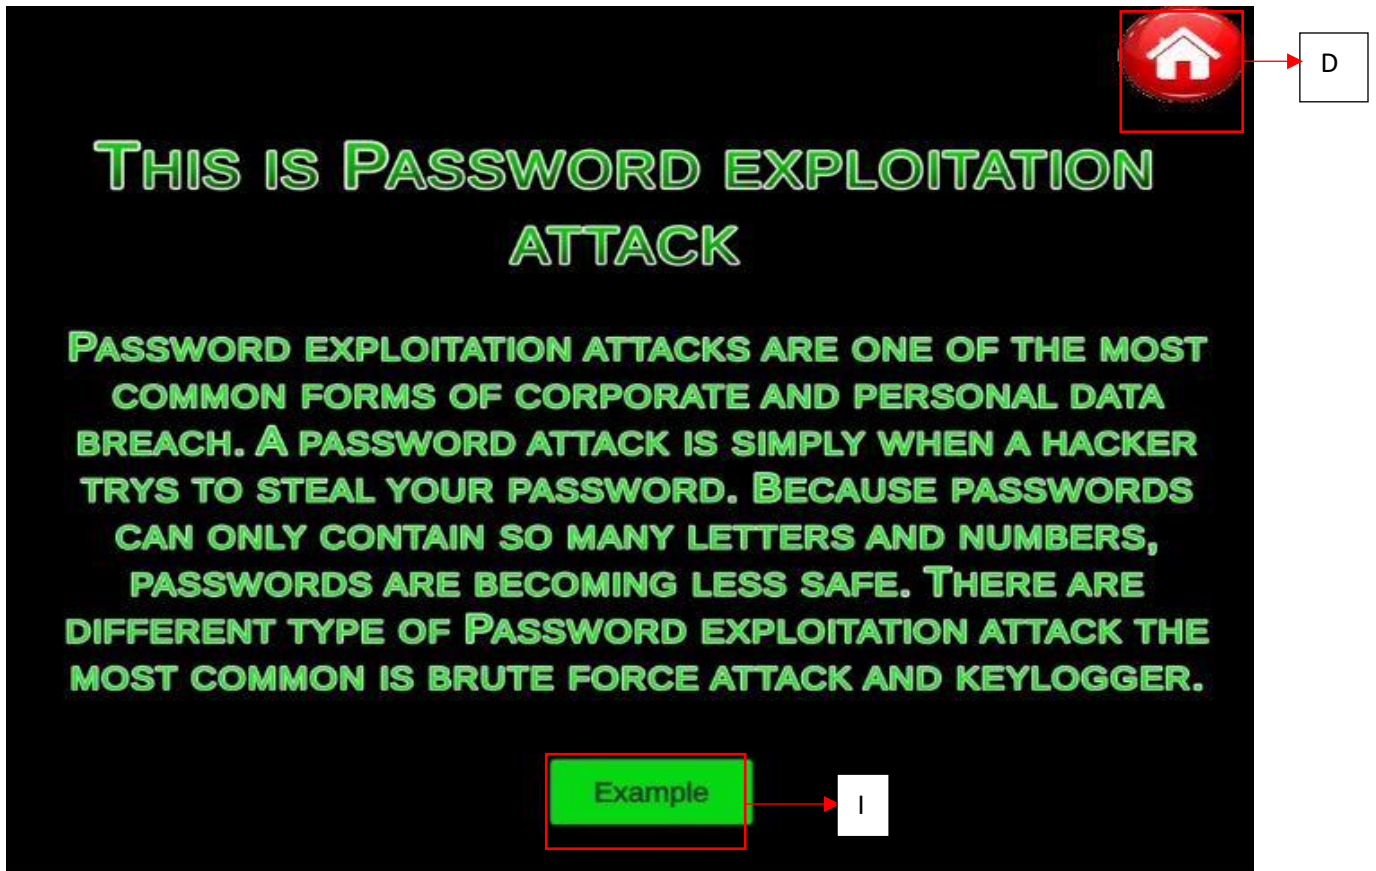 D
This is Password exploitation
attack
Password exploitation attacks are one of the most
common forms of corporate and personal data
breach. A password attack is simply when a hacker
trys to steal your password. Because passwords
can only contain so many letters and numbers,
passwords are becoming less safe. There are
different type of Password exploitation attack the
most common is brute force attack and keylogger.
Example
I